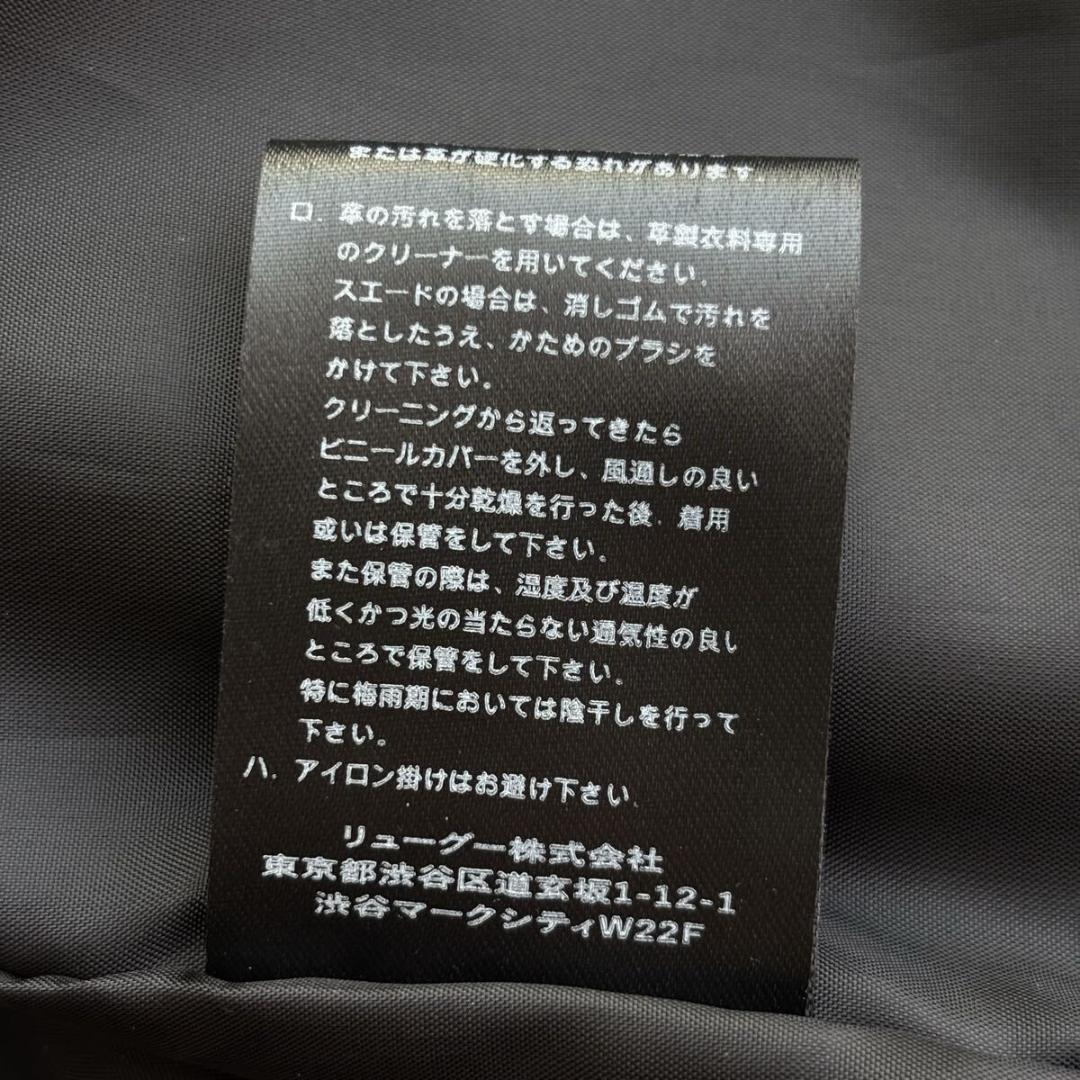 または革が硬化する恐れがあります。
ロ．革の汚れを落とす場合は、草製衣料専用
のクリーナーを用いてください．
スエードの場合は、消しゴムで汚れを
落としたうえ、かためのブラシを
かけて下さい。
クリーニングから返ってきたら
ビニールカバーを外し、風通しの良い
ところで十分乾燥を行った後．着用
或いは保管をして下さい。
また保管の際は、湿度及び温度が
低くかつ光の当たらない通気性の良い
ところで保管をして下さい。
特に梅雨期においては陰干しを行って
下さい。
ハ．アイロン掛けはお避け下さい．
リューグー株式会社
東京都渋谷区道玄坂1-12-1
渋谷マークシティW22F